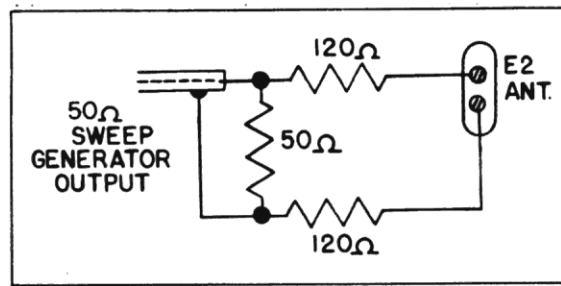 120Ω
E2
ANT.
50Ω
SWEEP
GENERATOR
OUTPUT
50Ω
120Ω